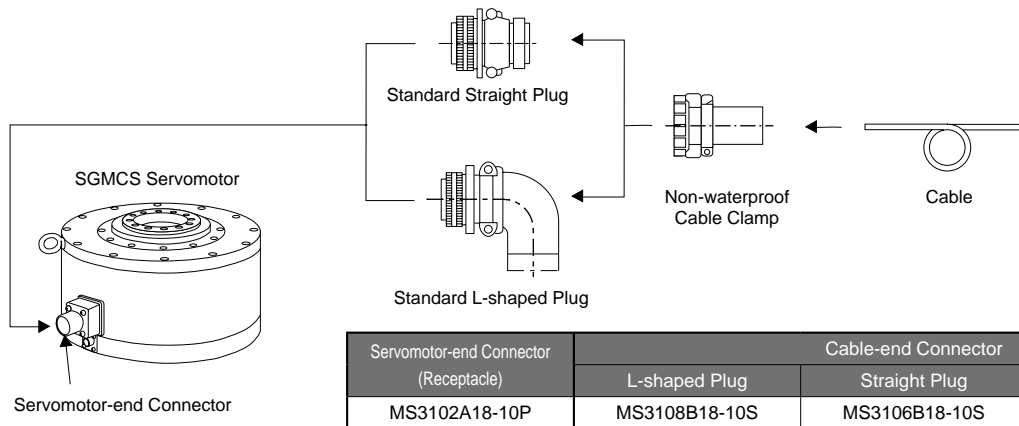 Standard Straight Plug
SGMCS Servomotor
Non-waterproof
Cable Clamp
Cable
Standard L-shaped Plug
Servomotor-end Connector
Servomotor-end Connector
(Receptacle)
Cable-end Connector
L-shaped Plug
Straight Plug
MS3102A18-10P
MS3108B18-10S
MS3106B18-10S